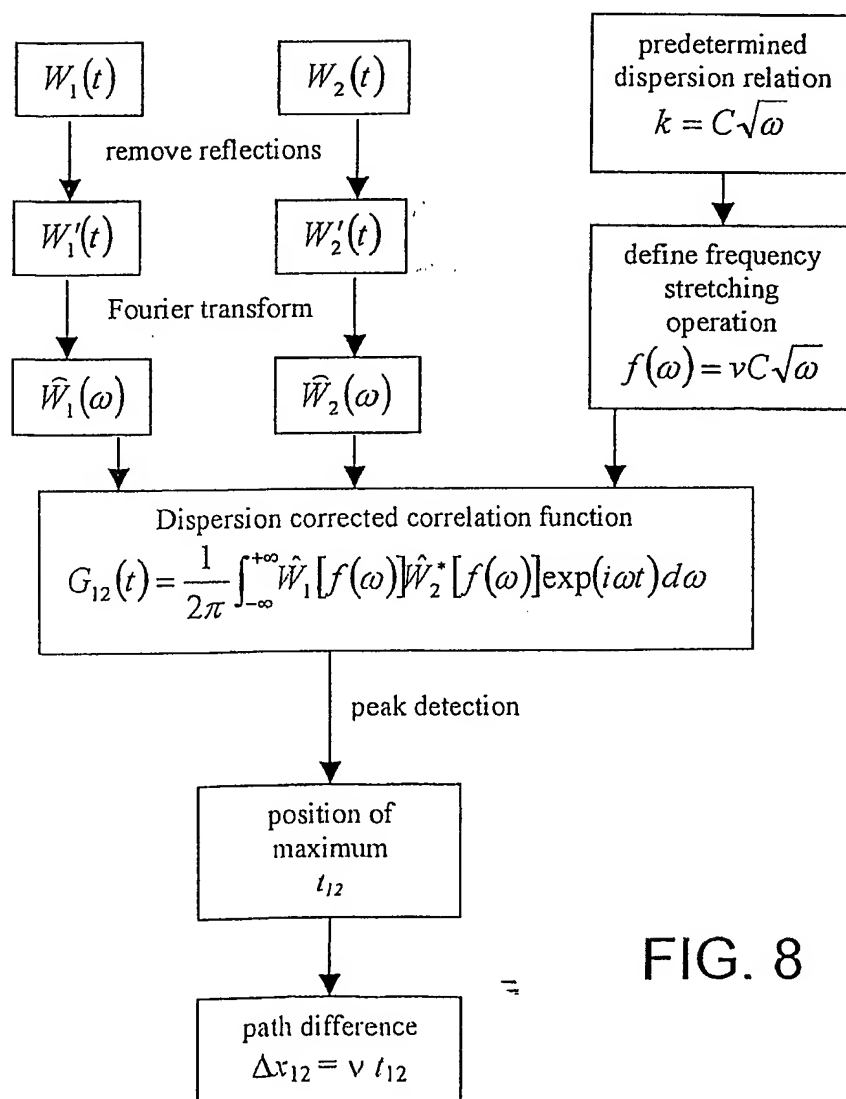 W₁(t)
W₂(t)
predetermined
dispersion relation
k = C√ω
remove reflections
W₁′(t)
W₂′(t)
define frequency
stretching
operation
f(ω) = νC√ω
Fourier transform
Ŵ₁(ω)
Ŵ₂(ω)
Dispersion corrected correlation function
G₁₂(t) = 1/2π ∫₋∞⁺∞ Ŵ₁[f(ω)]Ŵ₂*[f(ω)]exp(iωt)dω
peak detection
position of
maximum
t₁₂
FIG. 8
path difference
Δx₁₂ = ν t₁₂